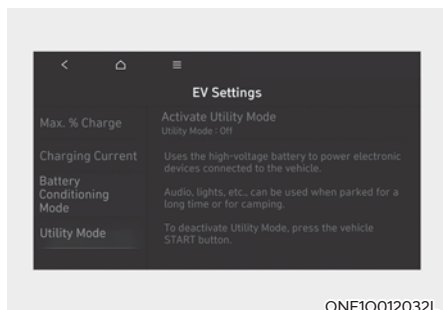 EV Settings
Max. % Charge
Charging Current
Battery
Conditioning
Mode
Utility Mode
Activate Utility Mode
Utility Mode : Off
Uses the high-voltage battery to power electronic
devices connected to the vehicle.
Audio, lights, etc., can be used when parked for a
long time or for camping.
To deactivate Utility Mode, press the vehicle
START button.
ONE1Q012032L